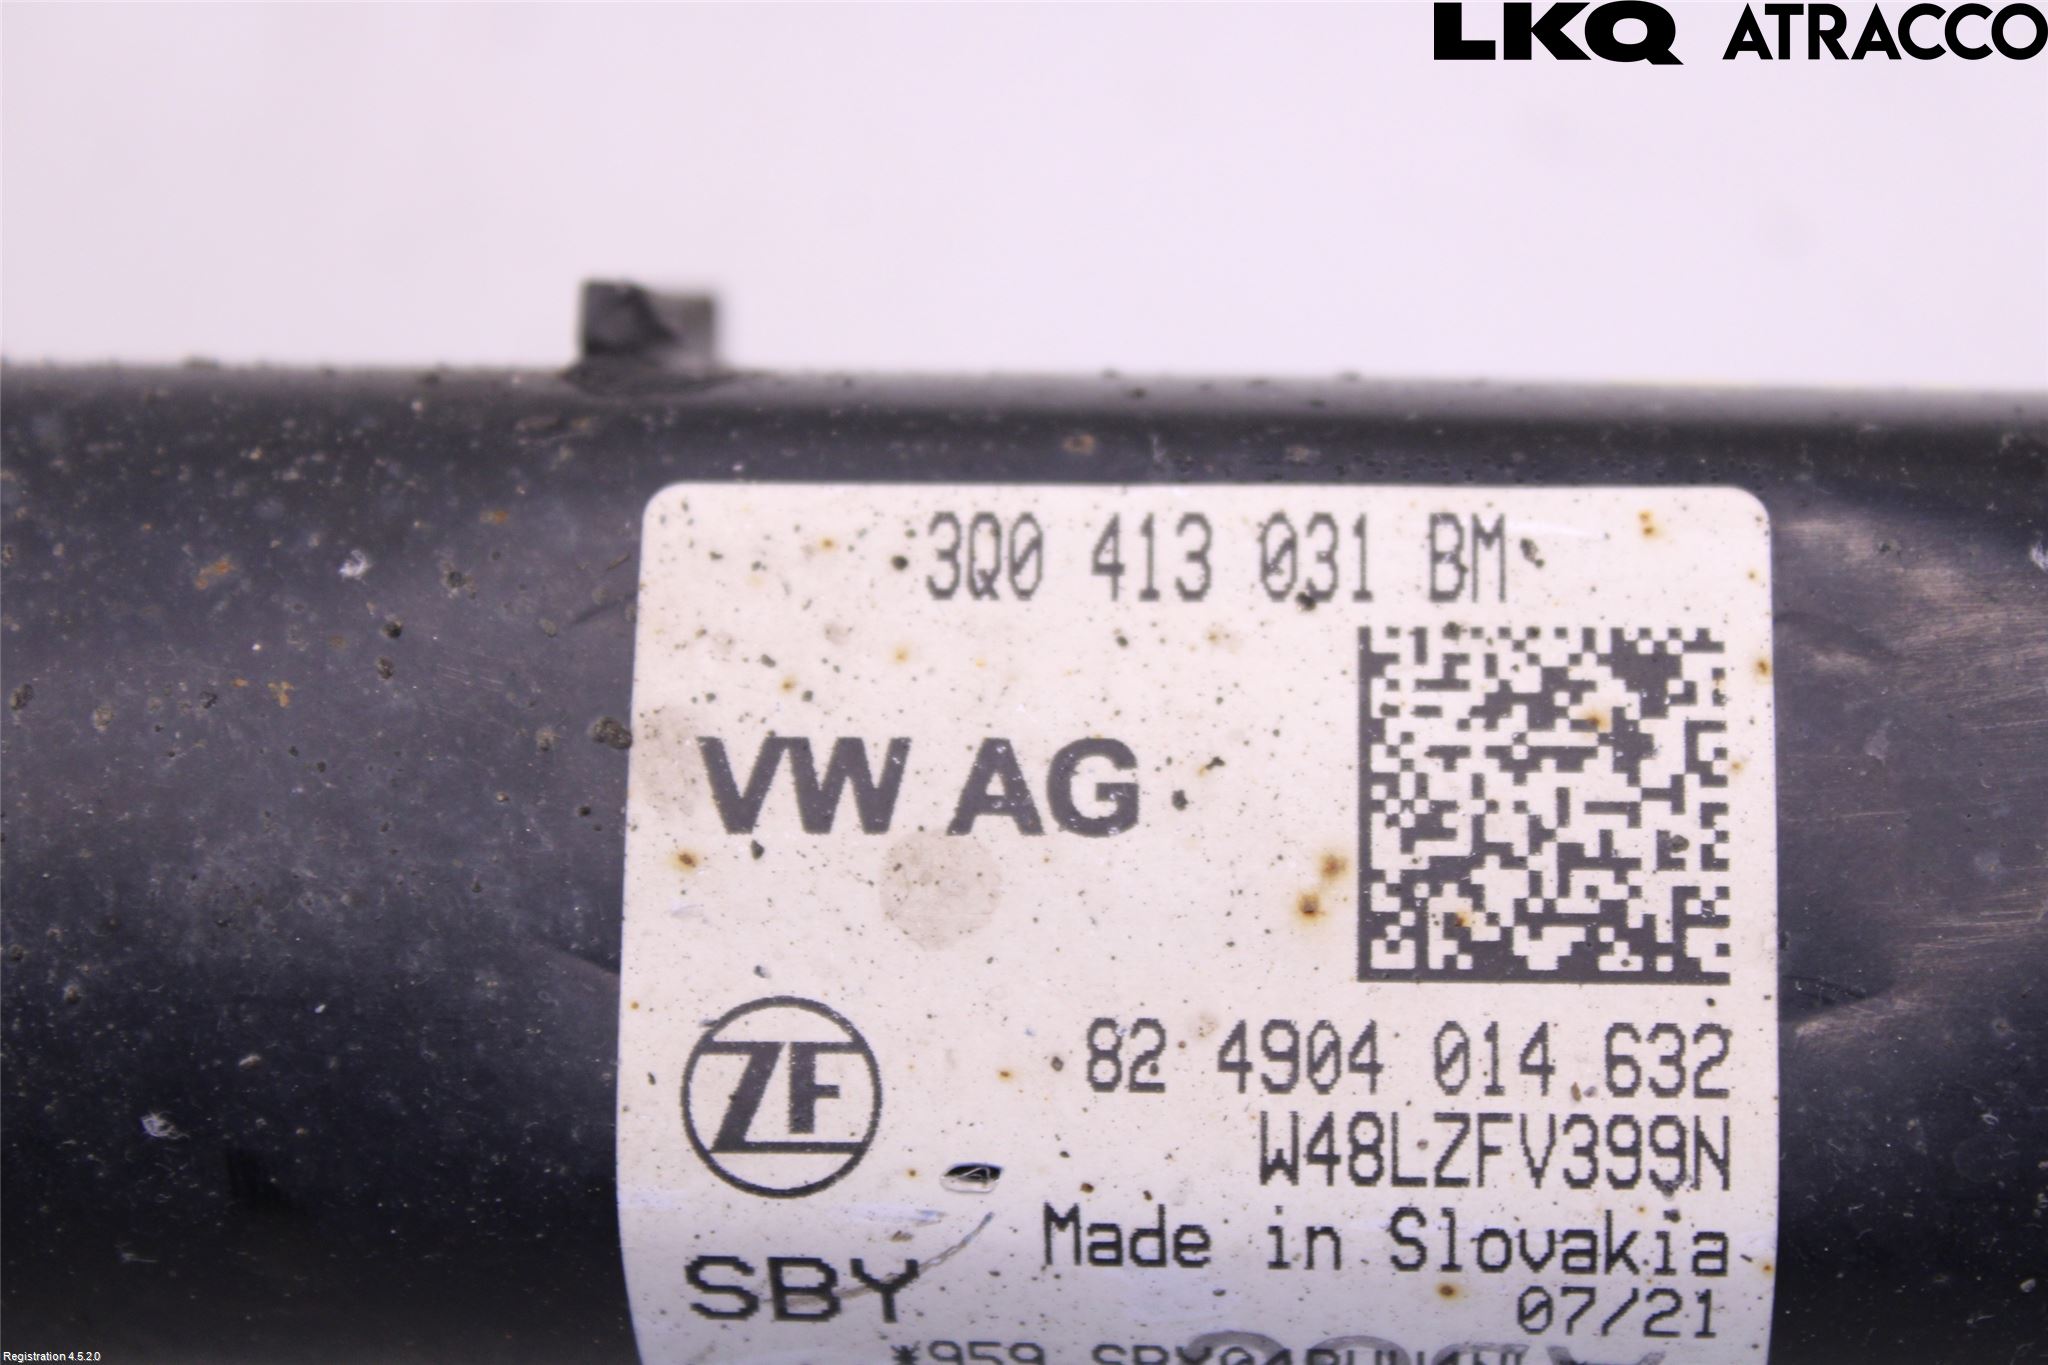 LKQ ATRACCO
3Q0 413 031 BM
VW AG
ZF
82 4904 014 632
W48LZFV399N
Made in Slovakia
SBY
07/21
*959
Registration 4.5.2.0